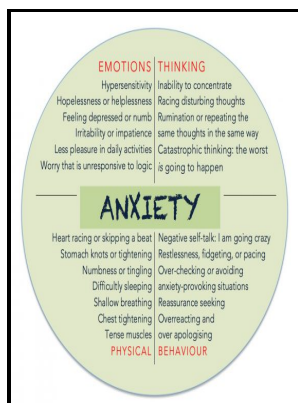 EMOTIONS
Hypersensitivity
Hopelessness or helplessness
Feeling depressed or numb
Irritability or impatience
Less pleasure in daily activities
Worry that is unresponsive to logic
THINKING
Inability to concentrate
Racing disturbing thoughts
Rumination or repeating the
same thoughts in the same way
Catastrophic thinking: the worst
is going to happen
ANXIETY
Heart racing or skipping a beat
Stomach knots or tightening
Numbness or tingling
Difficultly sleeping
Shallow breathing
Chest tightening
Tense muscles
PHYSICAL
Negative self-talk: I am going crazy
Restlessness, fidgeting, or pacing
Over-checking or avoiding
anxiety-provoking situations
Reassurance seeking
Overreacting and
over apologising
BEHAVIOUR